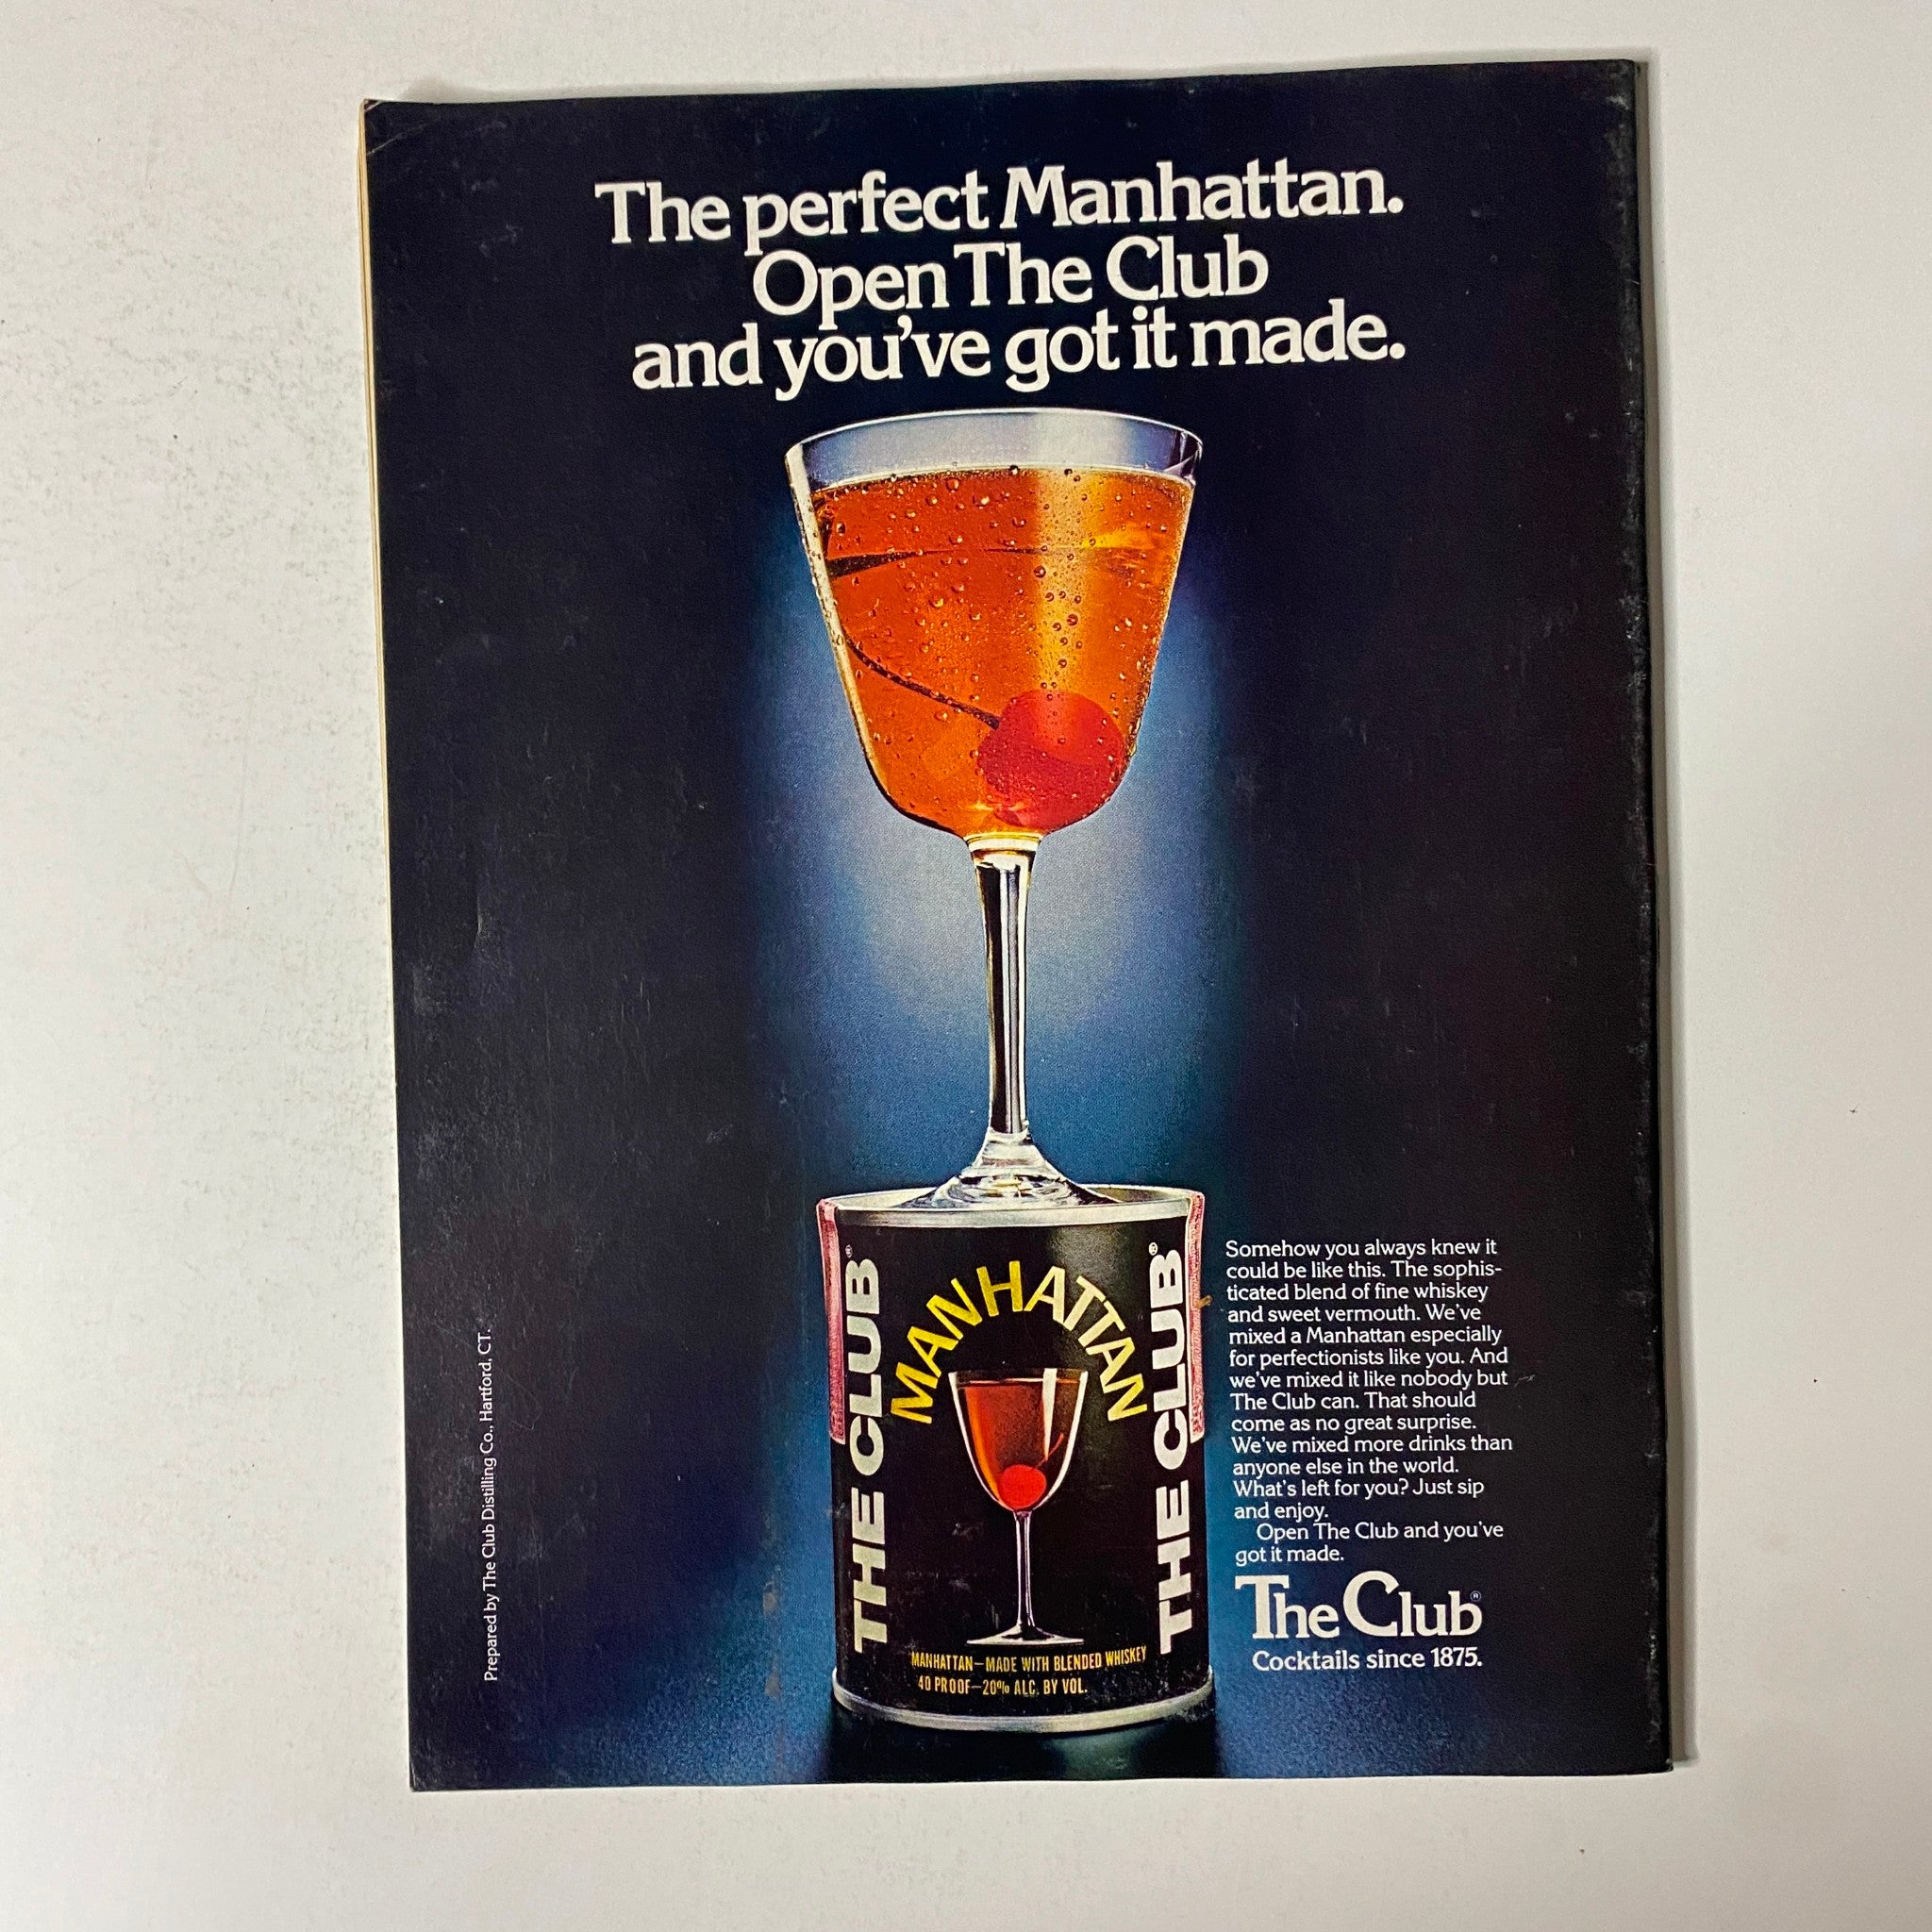 The perfect Manhattan.
Open The Club
and you've got it made.
THE CLUB®
MANHATTAN
THE CLUB®
MANHATTAN—MADE WITH BLENDED WHISKEY
40 PROOF—20% ALC. BY VOL.
Somehow you always knew it
could be like this. The sophis-
ticated blend of fine whiskey
and sweet vermouth. We've
mixed a Manhattan especially
for perfectionists like you. And
we've mixed it like nobody but
The Club can. That should
come as no great surprise.
We've mixed more drinks than
anyone else in the world.
What's left for you? Just sip
and enjoy.
Open The Club and you've
got it made.
The Club®
Cocktails since 1875.
Prepared by The Club Distilling Co., Hartford, CT.